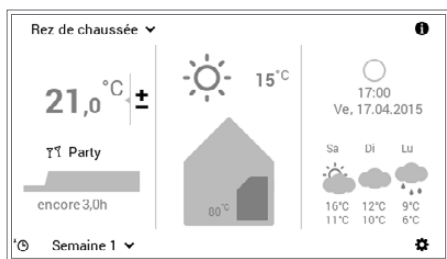 Rez de chaussée
21,0 °C ±
Party
encore 3,0h
Semaine 1
15°C
80°C
17:00
Ve, 17.04.2015
Sa Di Lu
16°C 12°C 9°C
11°C 10°C 6°C